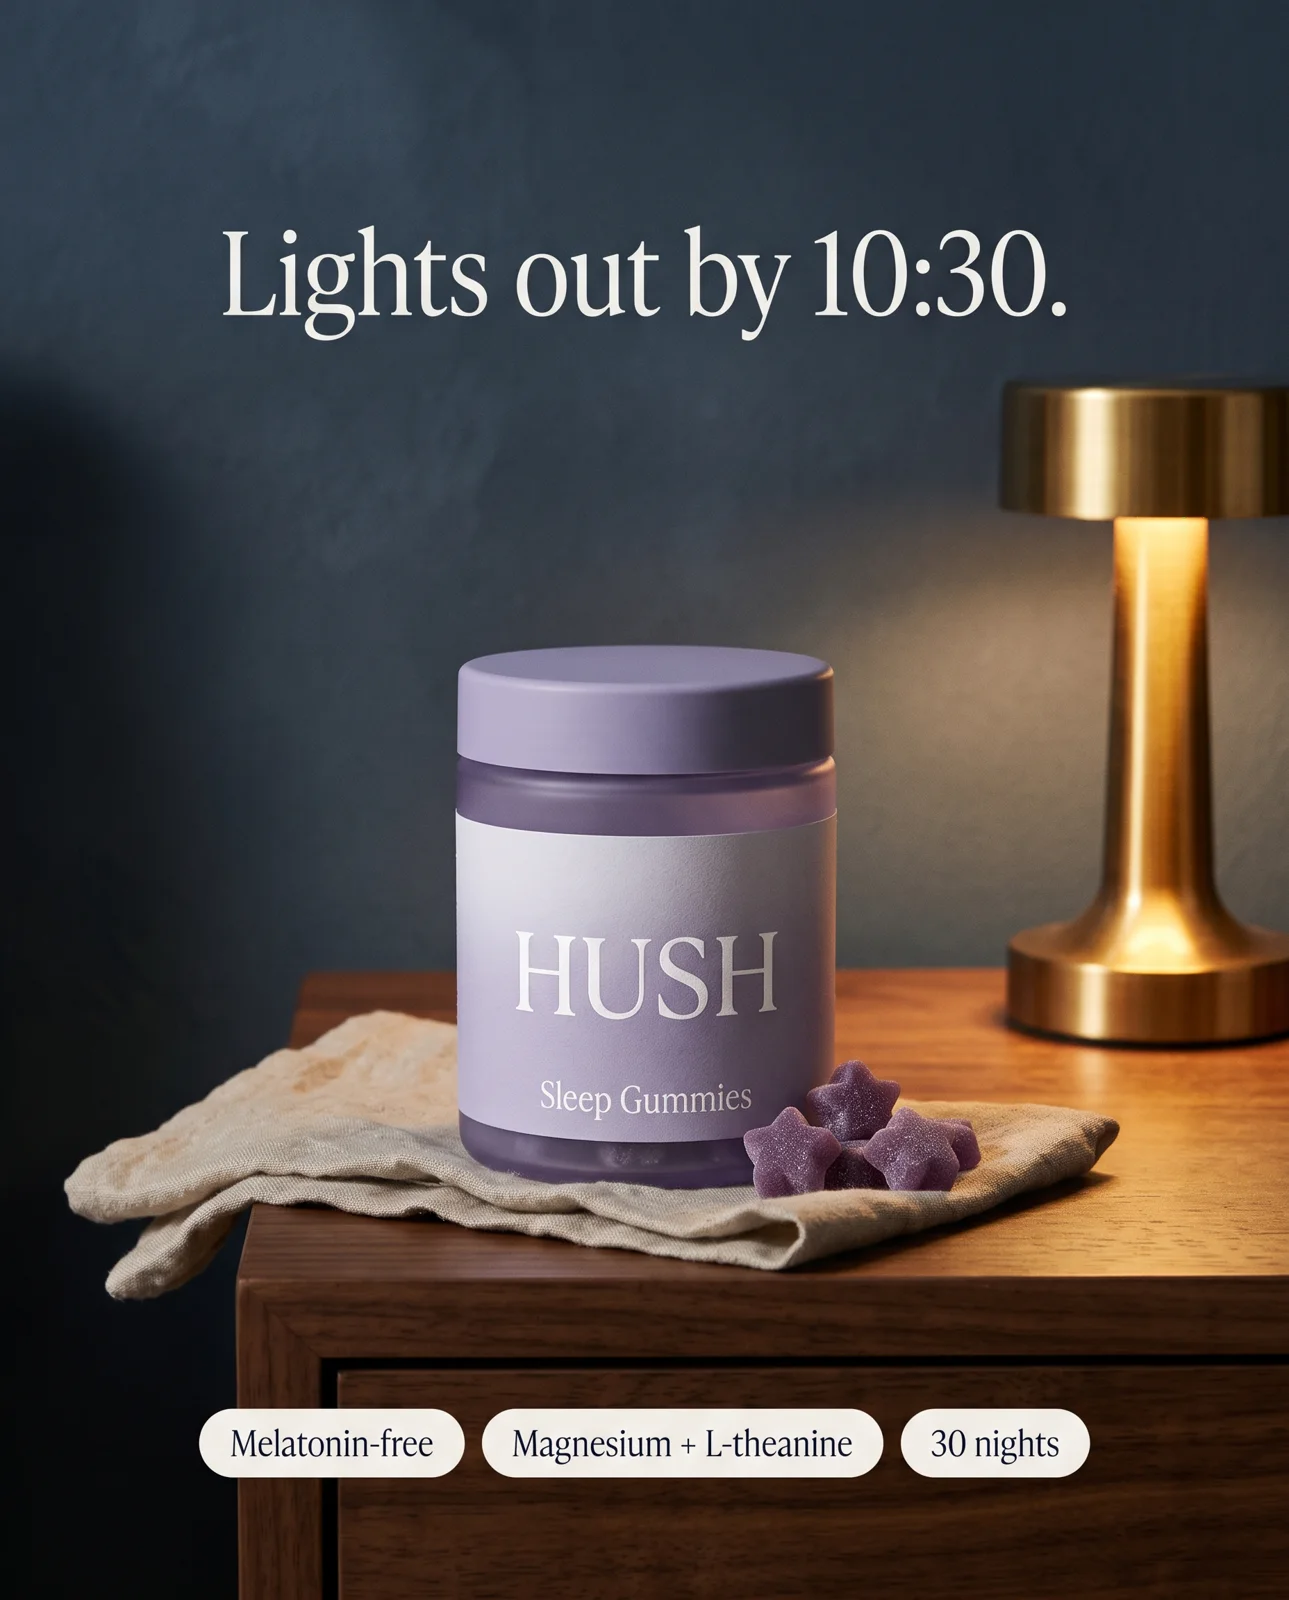 Lights out by 10:30.
HUSH
Sleep Gummies
Melatonin-free
Magnesium + L-theanine
30 nights